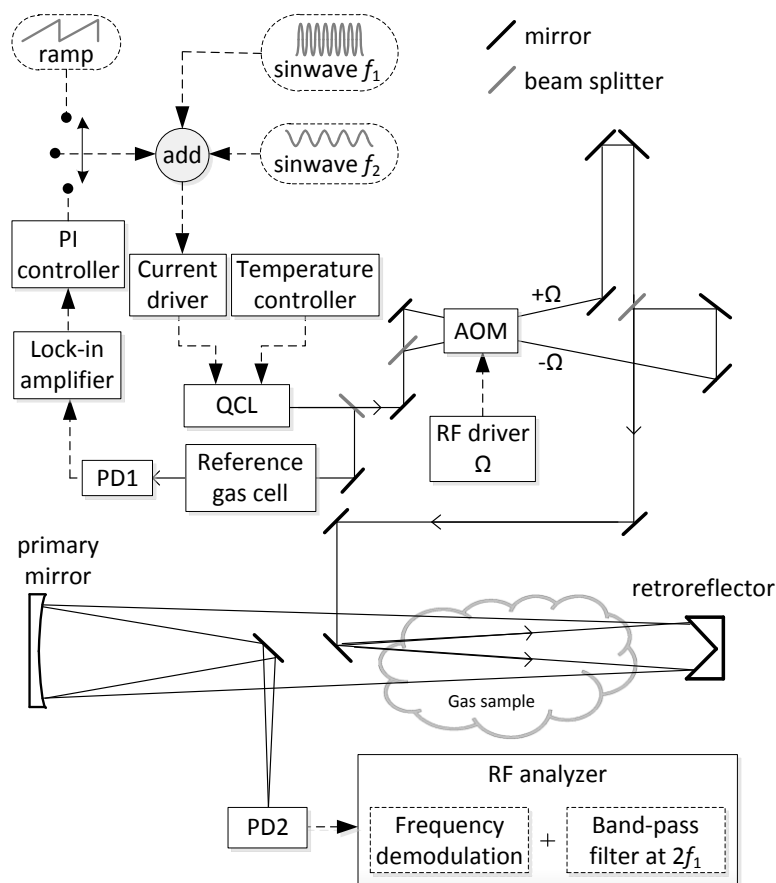 ramp
sinwave f₁
mirror
beam splitter
add
sinwave f₂
PI
controller
Current
driver
Temperature
controller
+Ω
AOM
-Ω
Lock-in
amplifier
QCL
RF driver
Ω
PD1
Reference
gas cell
primary
mirror
retroreflector
Gas sample
RF analyzer
PD2
Frequency
demodulation
+
Band-pass
filter at 2f₁